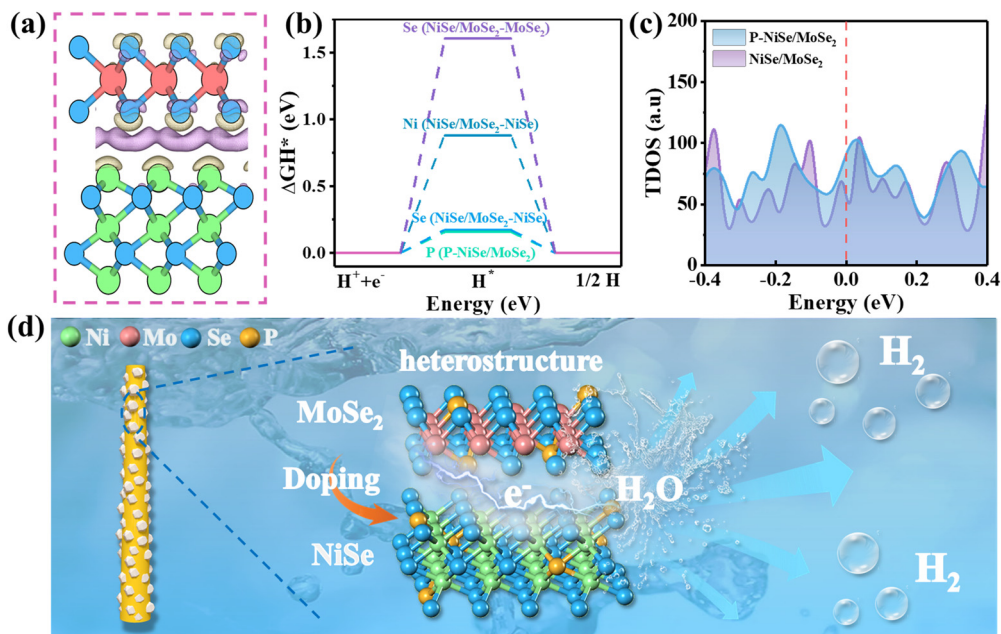 (a)
(b)
ΔGH* (eV)
1.5
1.0
0.5
0.0
Se (NiSe/MoSe₂-MoSe₂)
Ni (NiSe/MoSe₂-NiSe)
Se (NiSe/MoSe₂-NiSe)
P (P-NiSe/MoSe₂)
H⁺+e⁻
H*
1/2 H
Energy (eV)
(c)
TDOS (a.u)
200
150
100
50
0
P-NiSe/MoSe₂
NiSe/MoSe₂
-0.4
-0.2
0.0
0.2
0.4
Energy (eV)
(d)
Ni Mo Se P
heterostructure
MoSe₂
Doping
NiSe
e⁻
H₂O
H₂
H₂